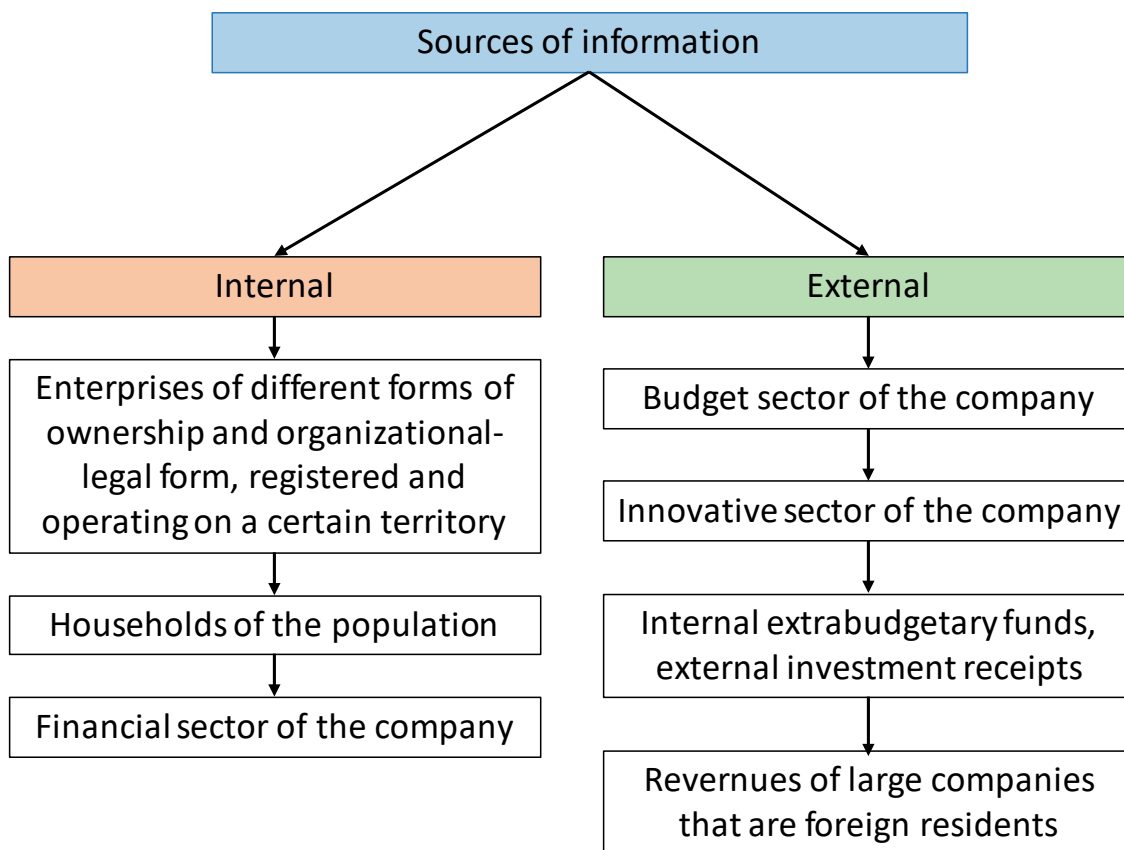 Sources of information
Internal
Enterprises of different forms of
ownership and organizational-
legal form, registered and
operating on a certain territory
Households of the population
Financial sector of the company
External
Budget sector of the company
Innovative sector of the company
Internal extrabudgetary funds,
external investment receipts
Revernues of large companies
that are foreign residents